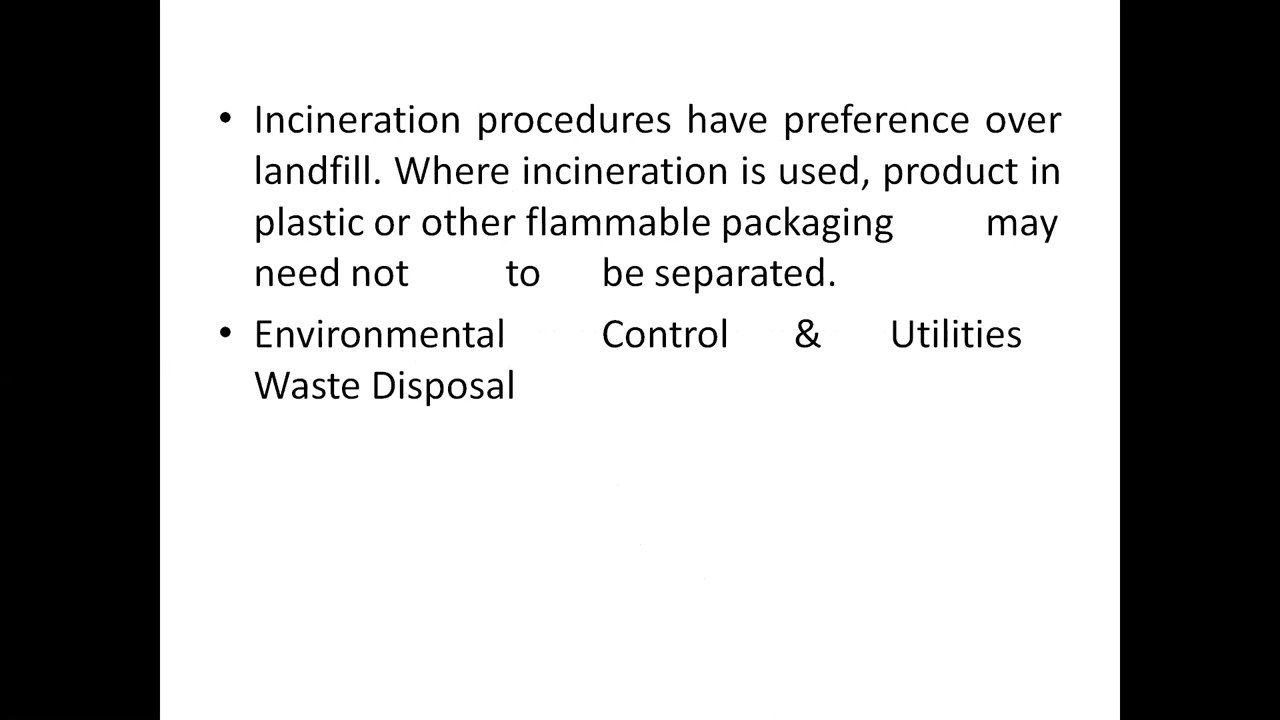 • Incineration procedures have preference over
landfill. Where incineration is used, product in
plastic or other flammable packaging may
need not to be separated.
• Environmental Control & Utilities
Waste Disposal